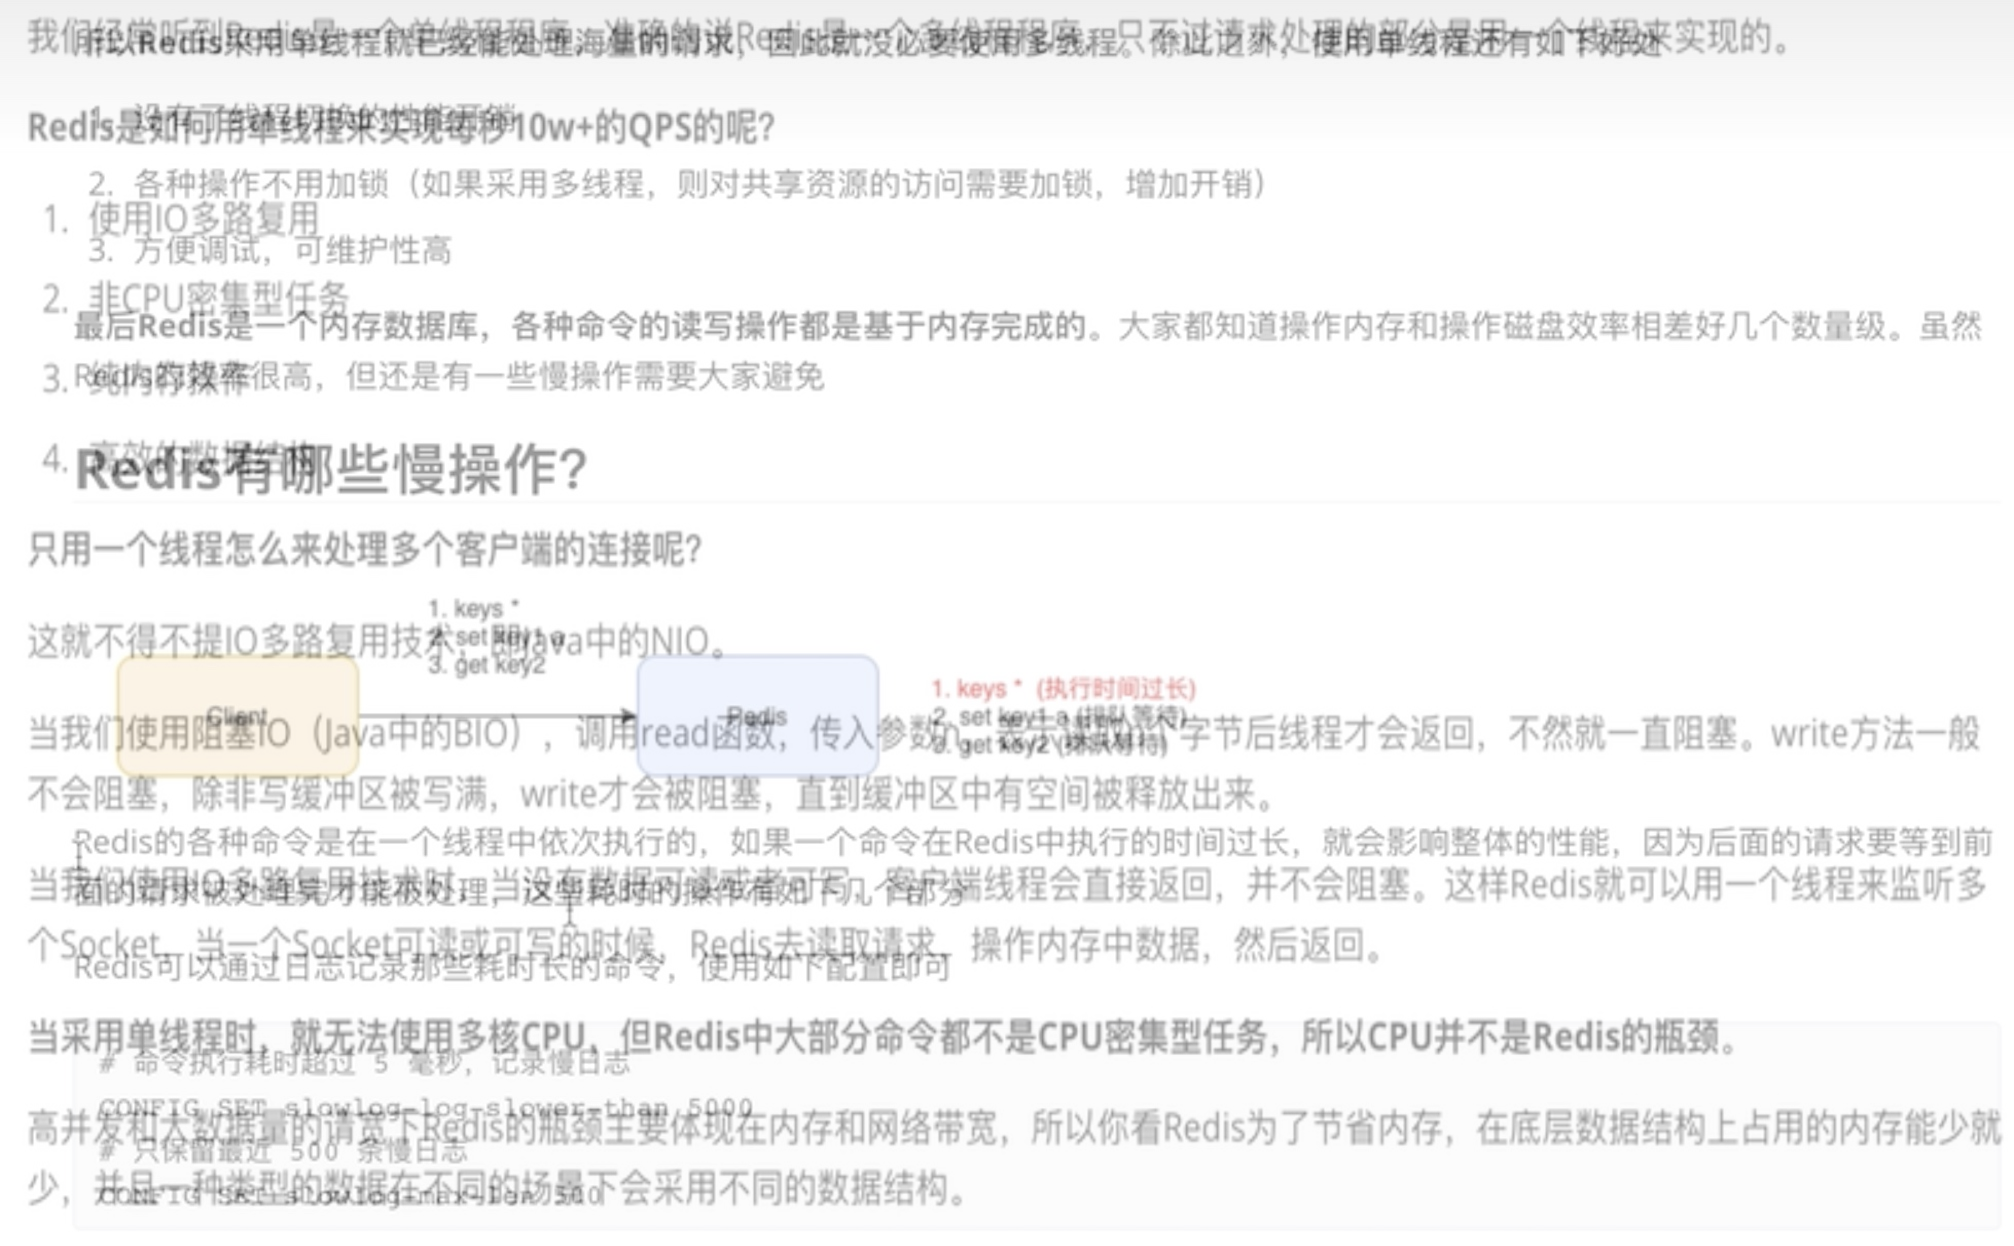 我们经常听到Redis是一个单线程程序，准确的说Redis是一个多线程程序，只不过请求处理的部分是用一个线程来实现的。
所以Redis采用单线程就已经能处理海量的请求，因此就没必要使用多线程。除此之外，使用单线程还有如下好处
1. 没有了线程切换的性能开销
Redis是如何用单线程来实现每秒10w+的QPS的呢？
2. 各种操作不用加锁（如果采用多线程，则对共享资源的访问需要加锁，增加开销）
1. 使用IO多路复用
3. 方便调试，可维护性高
2. 非CPU密集型任务
最后Redis是一个内存数据库，各种命令的读写操作都是基于内存完成的。大家都知道操作内存和操作磁盘效率相差好几个数量级。虽然
Redis的效率很高，但还是有一些慢操作需要大家避免
3. 纯内存操作
4. 高效的数据结构
Redis有哪些慢操作？
只用一个线程怎么来处理多个客户端的连接呢？
1. keys *
2. set key1 a
3. get key2
这就不得不提IO多路复用技术，即Java中的NIO。
Client
Redis
1. keys * (执行时间过长)
2. set key1 a (排队等待)
3. get key2 (排队等待)
当我们使用阻塞IO（Java中的BIO），调用read函数，传入参数n，字节后线程才会返回，不然就一直阻塞。write方法一般
不会阻塞，除非写缓冲区被写满，write才会被阻塞，直到缓冲区中有空间被释放出来。
Redis的各种命令是在一个线程中依次执行的，如果一个命令在Redis中执行的时间过长，就会影响整体的性能，因为后面的请求要等到前
面的请求被处理完才能被处理，这些耗时的操作有如下几个部分
当我们使用IO多路复用技术时，当没有数据可读或者可写，客户端线程会直接返回，并不会阻塞。这样Redis就可以用一个线程来监听多
个Socket，当一个Socket可读或可写的时候，Redis去读取请求，操作内存中数据，然后返回。
Redis可以通过日志记录那些耗时长的命令，使用如下配置即可
当采用单线程时，就无法使用多核CPU，但Redis中大部分命令都不是CPU密集型任务，所以CPU并不是Redis的瓶颈。
# 命令执行耗时超过 5 毫秒，记录慢日志
CONFIG SET slowlog-log-slower-than 5000
高并发和大数据量的请宽下Redis的瓶颈主要体现在内存和网络带宽，所以你看Redis为了节省内存，在底层数据结构上占用的内存能少就
# 只保留最近 500 条慢日志
少，并且一种类型的数据在不同的场景下会采用不同的数据结构。
CONFIG SET slowlog-max-len 500